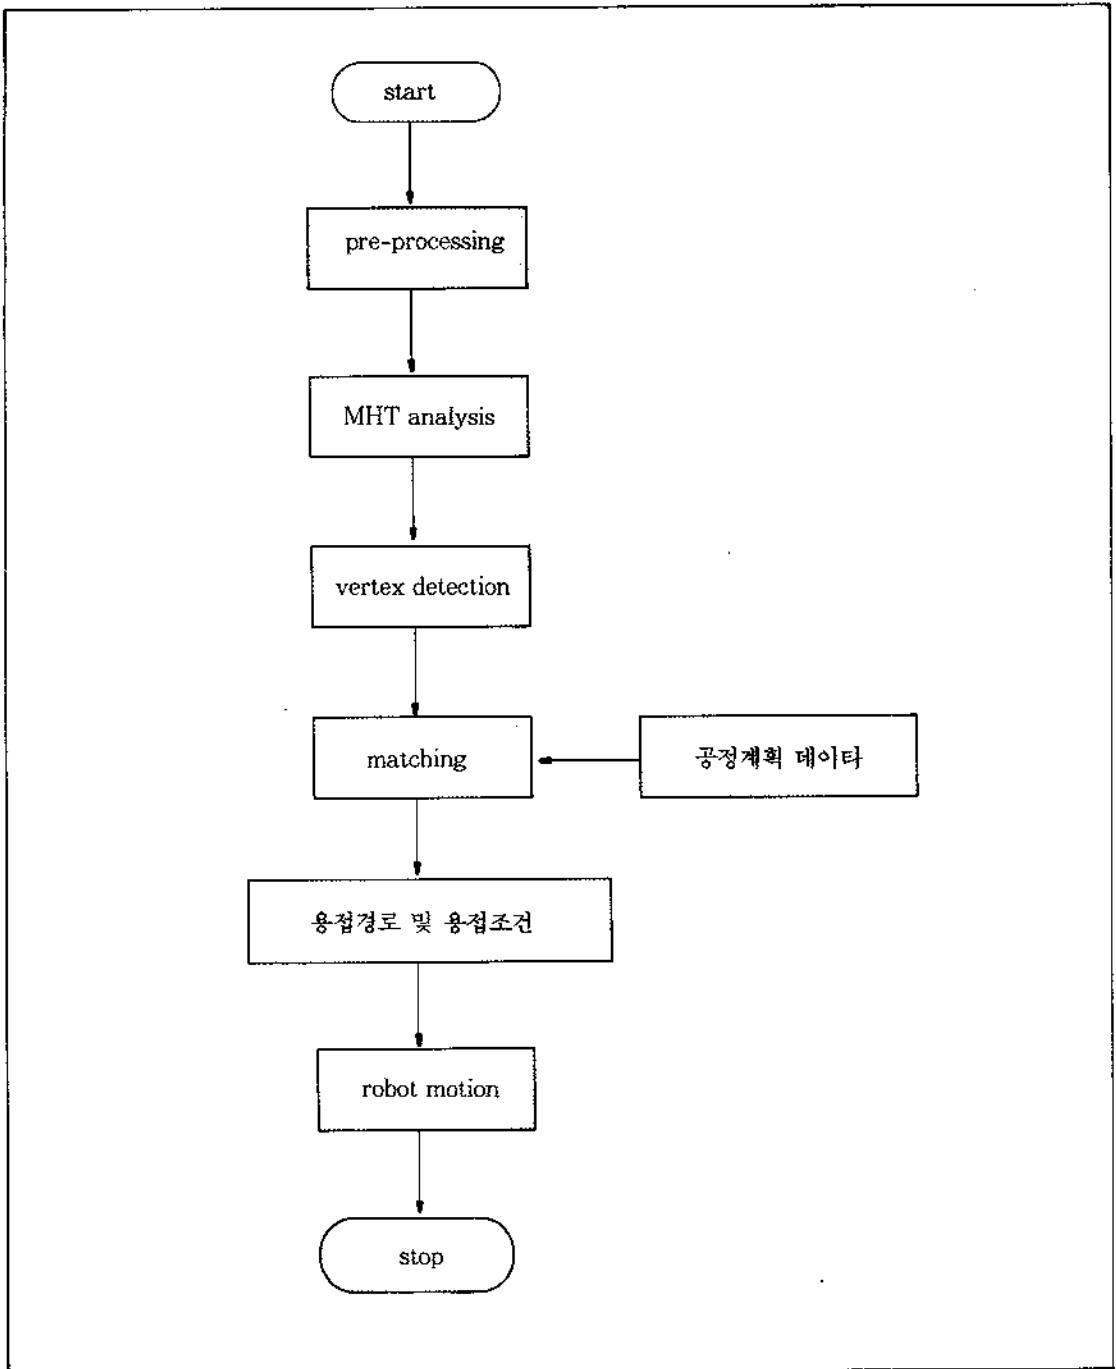 start
pre-processing
MHT analysis
vertex detection
matching
공정계획 데이타
용접경로 및 용접조건
robot motion
stop